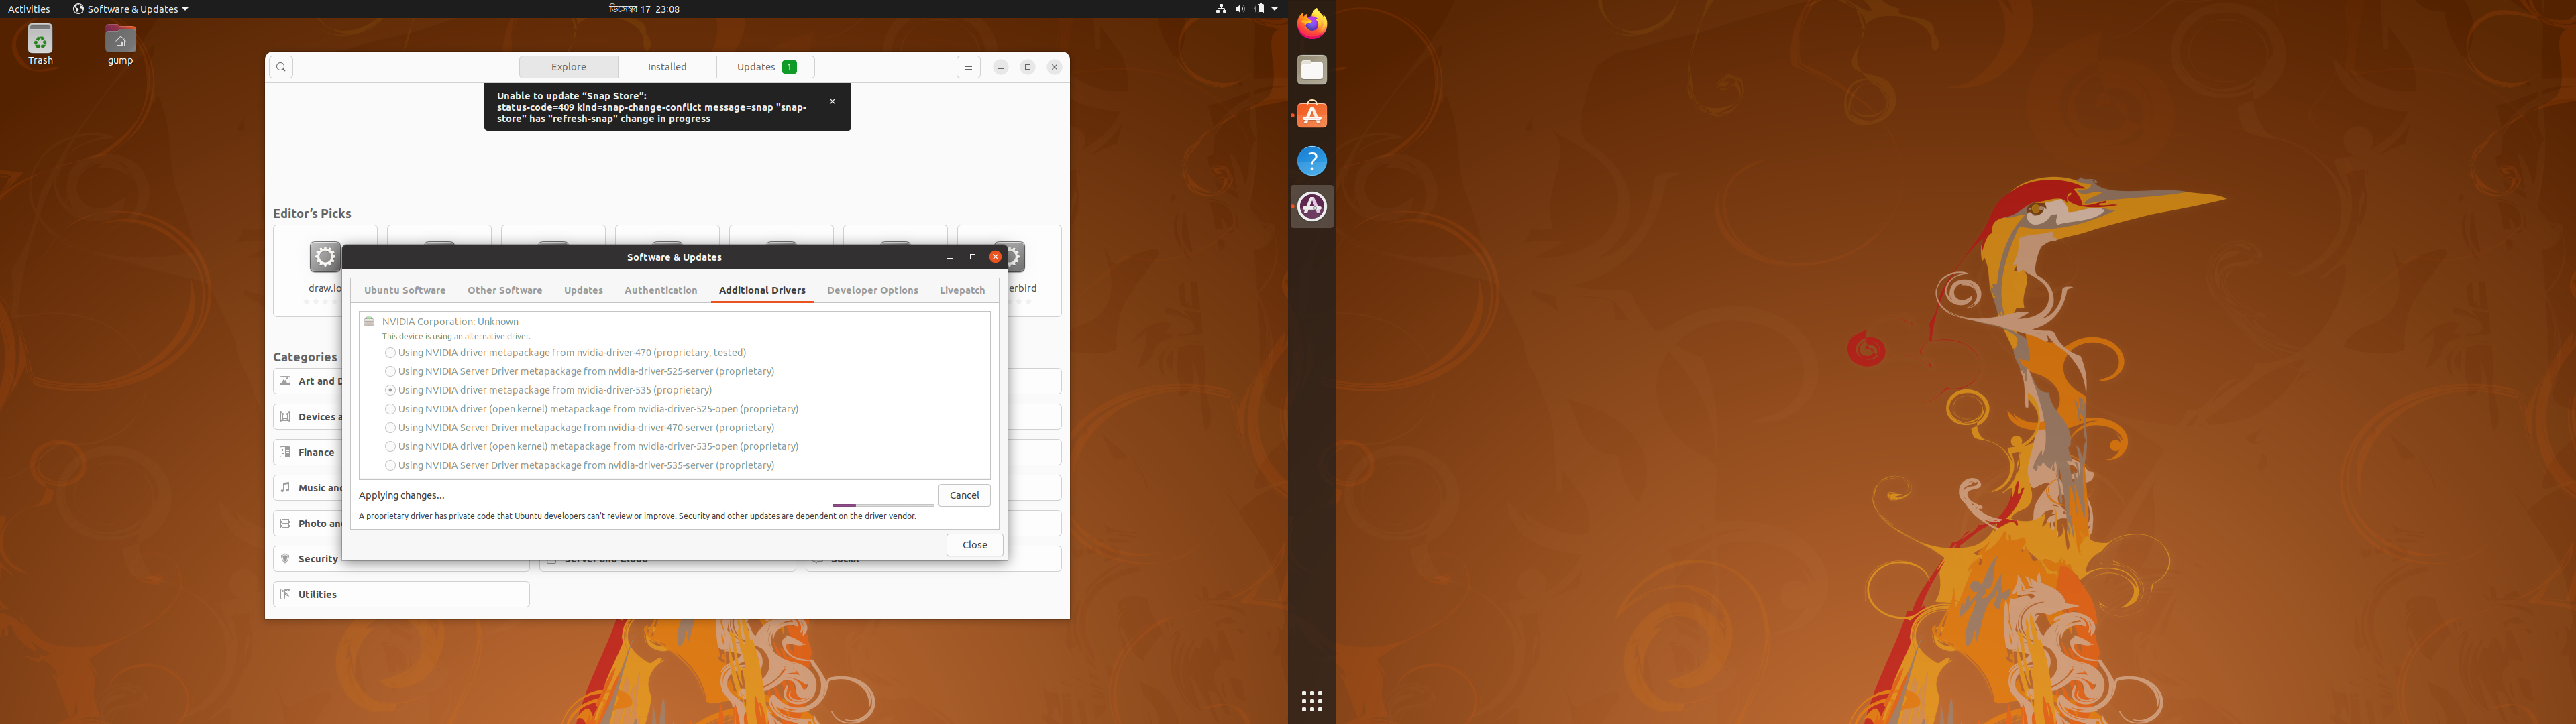 Activities
Software & Updates
ডিসেম্বর 17 23:08
Trash
gump
Explore
Installed
Updates 1
Unable to update “Snap Store”:
status-code=409 kind=snap-change-conflict message=snap "snap-
store" has "refresh-snap" change in progress
Editor’s Picks
draw.io
erbird
Categories
Art and D
Devices a
Finance
Music and
Photo and
Security
Server and Cloud
Social
Utilities
Software & Updates
Ubuntu Software
Other Software
Updates
Authentication
Additional Drivers
Developer Options
Livepatch
NVIDIA Corporation: Unknown
This device is using an alternative driver.
Using NVIDIA driver metapackage from nvidia-driver-470 (proprietary, tested)
Using NVIDIA Server Driver metapackage from nvidia-driver-525-server (proprietary)
Using NVIDIA driver metapackage from nvidia-driver-535 (proprietary)
Using NVIDIA driver (open kernel) metapackage from nvidia-driver-525-open (proprietary)
Using NVIDIA Server Driver metapackage from nvidia-driver-470-server (proprietary)
Using NVIDIA driver (open kernel) metapackage from nvidia-driver-535-open (proprietary)
Using NVIDIA Server Driver metapackage from nvidia-driver-535-server (proprietary)
Applying changes...
Cancel
A proprietary driver has private code that Ubuntu developers can't review or improve. Security and other updates are dependent on the driver vendor.
Close